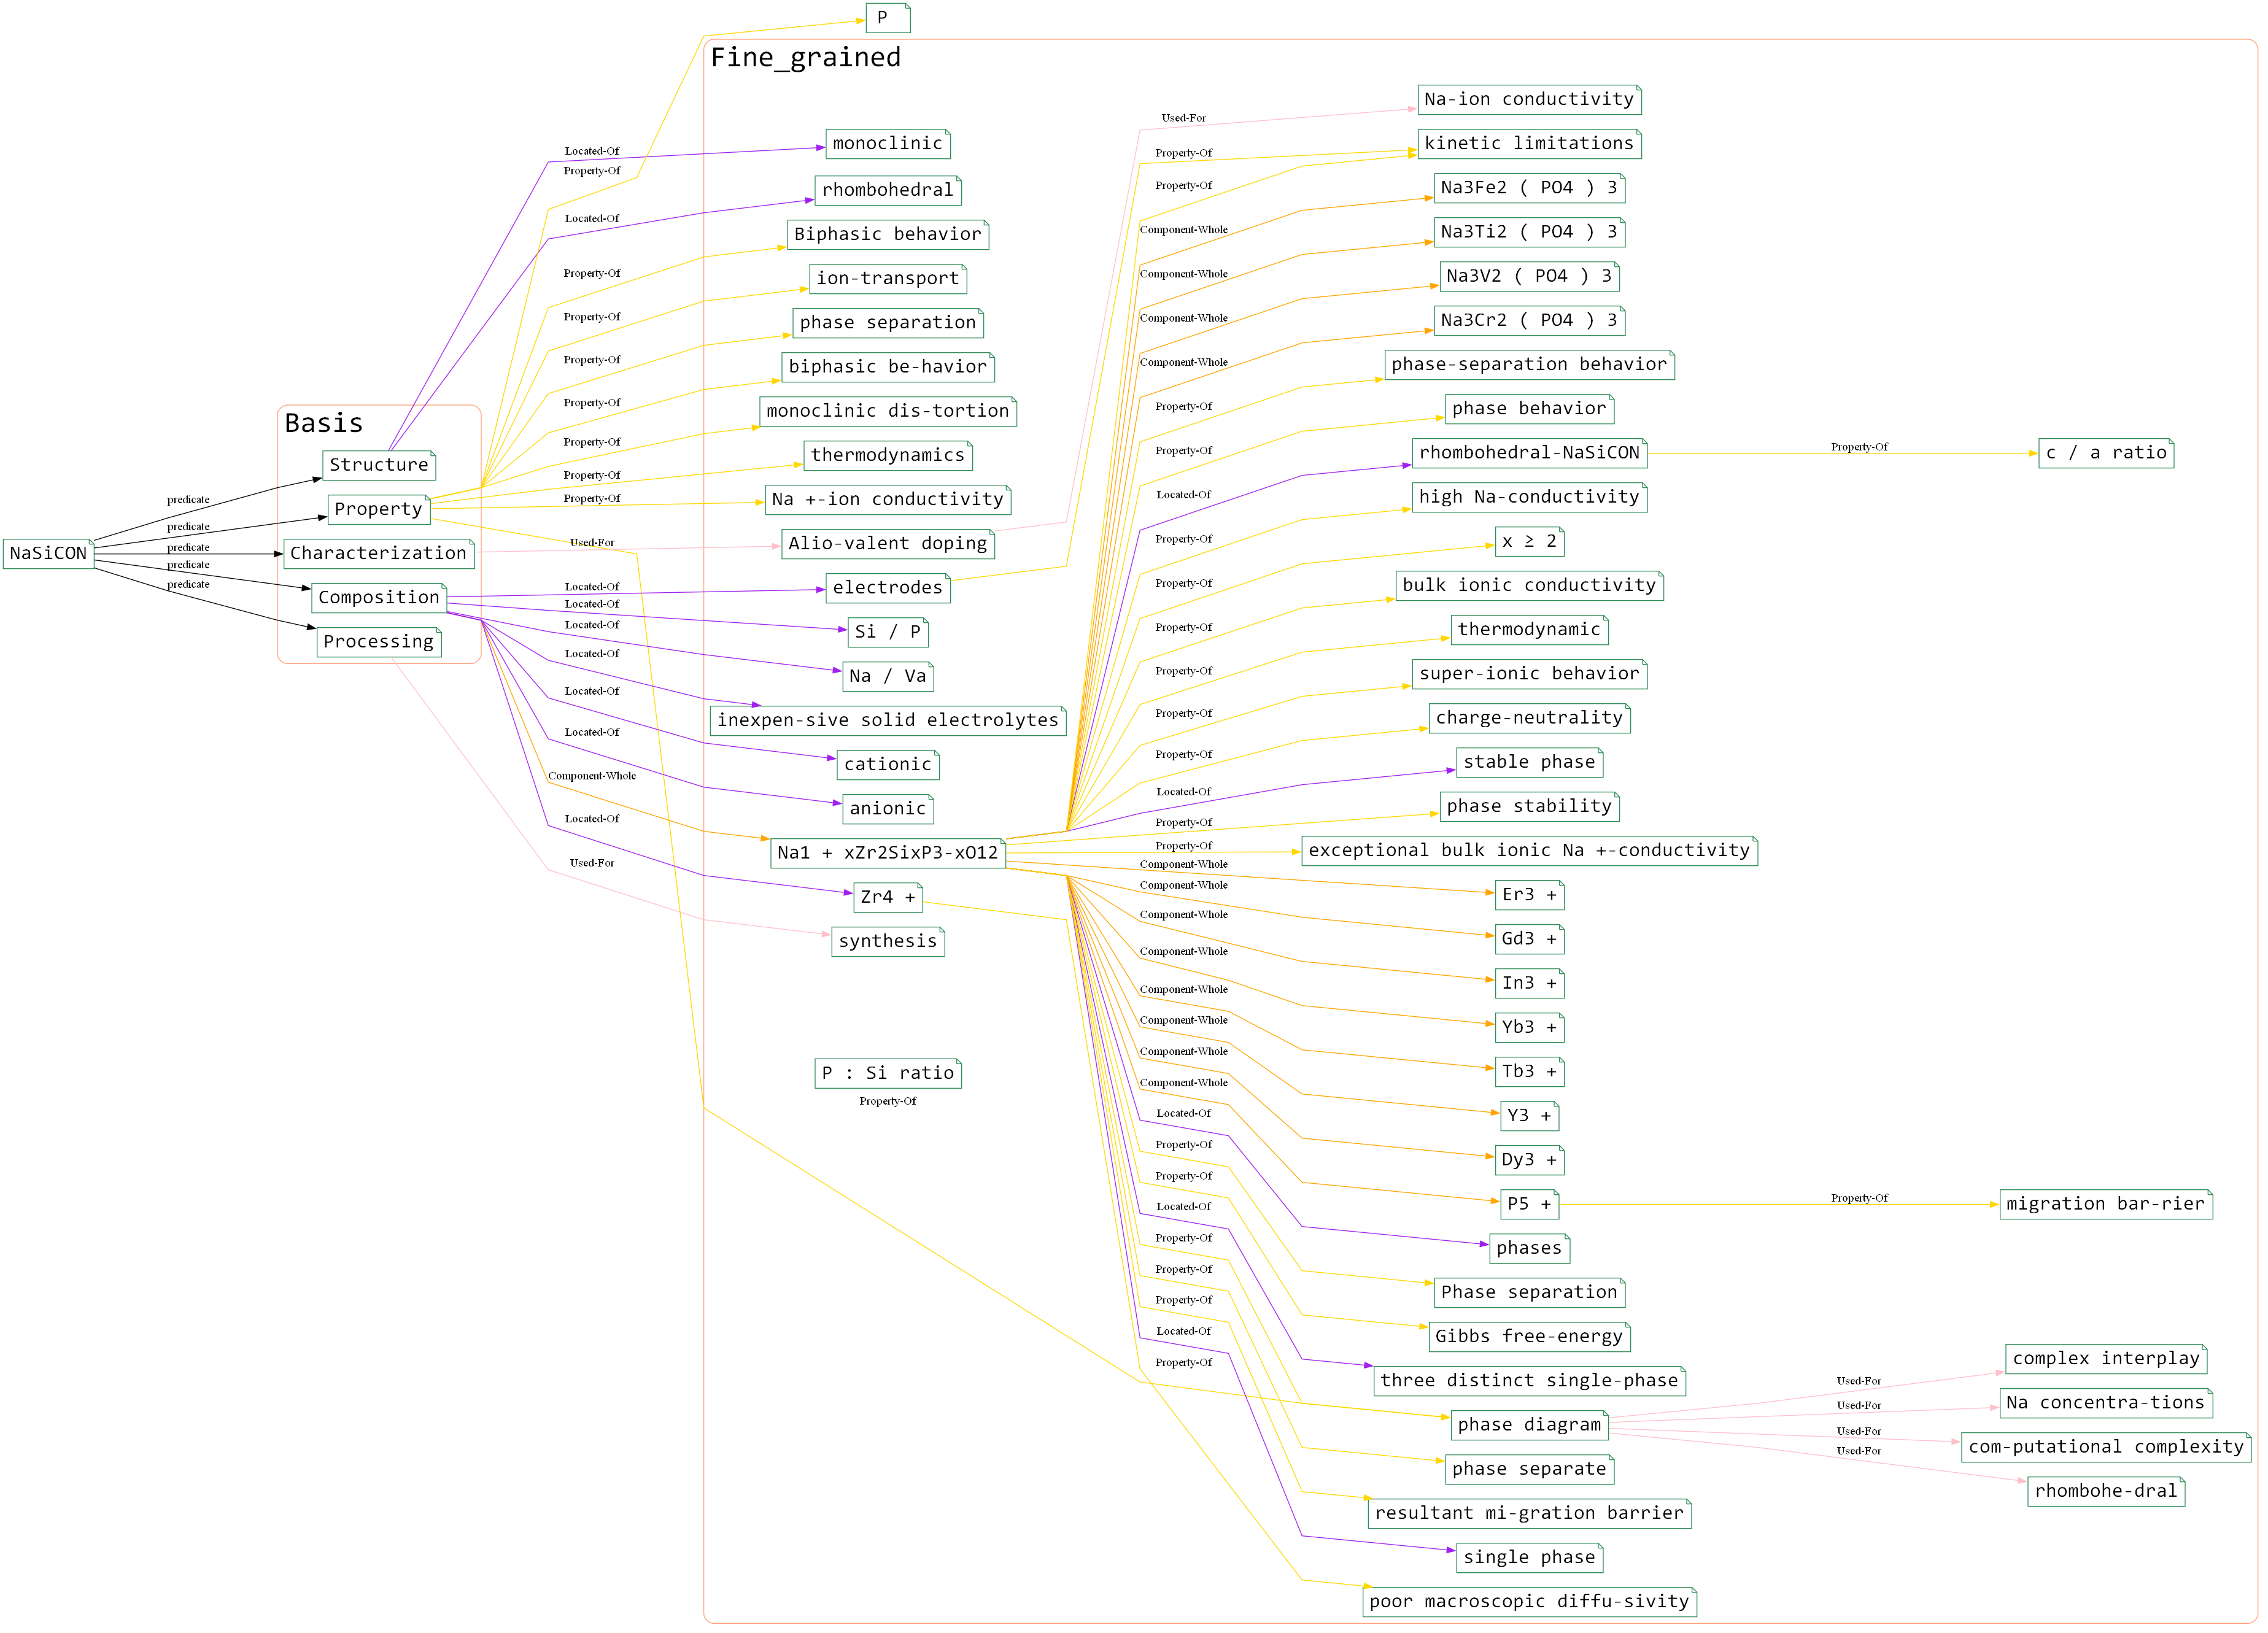 P
Fine_grained
Na-ion conductivity
Used-For
monoclinic
kinetic limitations
Located-Of
Property-Of
Property-Of
rhombohedral
Property-Of
Na3Fe2 ( PO4 ) 3
Located-Of
Component-Whole
Biphasic behavior
Na3Ti2 ( PO4 ) 3
Property-Of
Component-Whole
ion-transport
Na3V2 ( PO4 ) 3
Property-Of
Component-Whole
phase separation
Na3Cr2 ( PO4 ) 3
Property-Of
Component-Whole
biphasic be-havior
phase-separation behavior
Property-Of
Property-Of
monoclinic dis-tortion
phase behavior
Basis
Property-Of
Property-Of
thermodynamics
rhombohedral-NaSiCON
Property-Of
c / a ratio
Structure
Property-Of
Located-Of
Na +-ion conductivity
high Na-conductivity
predicate
Property-Of
Property
predicate
Property-Of
Alio-valent doping
x ≥ 2
Used-For
NaSiCON
predicate
Characterization
predicate
Property-Of
electrodes
bulk ionic conductivity
predicate
Located-Of
Composition
Located-Of
Si / P
thermodynamic
Located-Of
Property-Of
Processing
Located-Of
Na / Va
super-ionic behavior
Property-Of
Located-Of
inexpen-sive solid electrolytes
charge-neutrality
Property-Of
Located-Of
cationic
stable phase
Property-Of
Component-Whole
Located-Of
anionic
phase stability
Located-Of
Property-Of
Na1 + xZr2SixP3-xO12
Property-Of
exceptional bulk ionic Na +-conductivity
Used-For
Component-Whole
Zr4 +
Component-Whole
Er3 +
Component-Whole
synthesis
Gd3 +
Component-Whole
In3 +
Component-Whole
Yb3 +
Component-Whole
P : Si ratio
Component-Whole
Tb3 +
Property-Of
Component-Whole
Y3 +
Located-Of
Property-Of
Dy3 +
Property-Of
P5 +
Property-Of
migration bar-rier
Located-Of
Property-Of
phases
Property-Of
Phase separation
Property-Of
Gibbs free-energy
Located-Of
Property-Of
complex interplay
three distinct single-phase
Used-For
Na concentra-tions
phase diagram
Used-For
Used-For
com-putational complexity
Used-For
phase separate
rhombohe-dral
resultant mi-gration barrier
single phase
poor macroscopic diffu-sivity